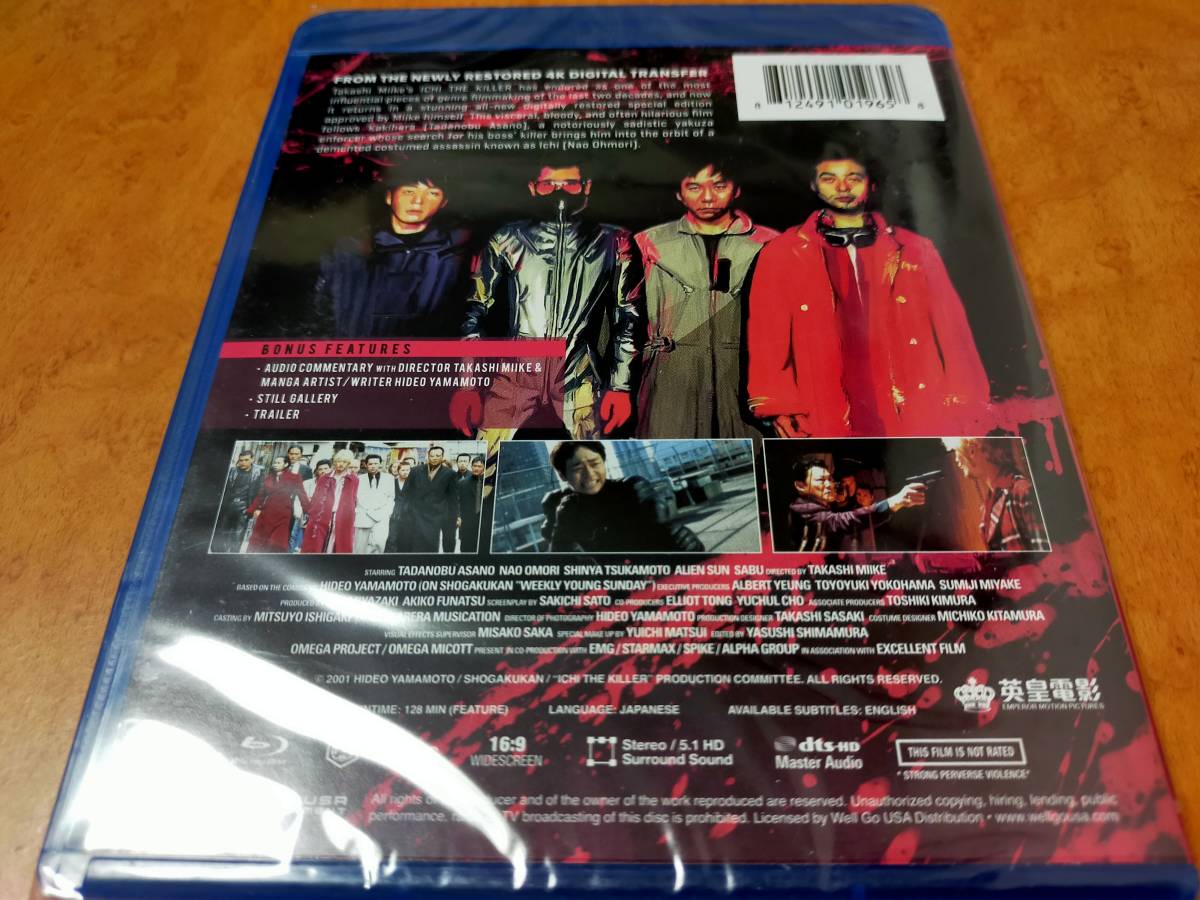 FROM THE NEWLY RESTORED 4K DIGITAL TRANSFER
Takashi Miike's ICHI THE KILLER has endured as one of the most
influential pieces of genre filmmaking of the last two decades, and now
it returns in a stunning all-new digitally restored special edition
approved by Miike himself. This visceral, bloody, and often hilarious film
follows Kakihara [Tadanobu Asano], a notoriously sadistic yakuza
enforcer whose search for his boss' killer brings him into the orbit of a
demented costumed assassin known as Ichi [Nao Ohmori].
8 12491 01965 8
BONUS FEATURES
- AUDIO COMMENTARY WITH DIRECTOR TAKASHI MIIKE &
MANGA ARTIST/WRITER HIDEO YAMAMOTO
- STILL GALLERY
- TRAILER
STARRING TADANOBU ASANO NAO OMORI SHINYA TSUKAMOTO ALIEN SUN SABU DIRECTED BY TAKASHI MIIKE
BASED ON THE HIDEO YAMAMOTO (ON SHOGAKUKAN "WEEKLY YOUNG SUNDAY") EXECUTIVE PRODUCERS ALBERT YEUNG TOYOYUKI YOKOHAMA SUMIJI MIYAKE
PRODUCED AKIKO FUNATSU SCREENPLAY BY SAKICHI SATO CO-PRODUCERS ELLIOT TONG YUCHUL CHO ASSOCIATE PRODUCERS TOSHIKI KIMURA
CASTING BY MITSUYO ISHIGAKI MUSICATION DIRECTOR OF PHOTOGRAPHY HIDEO YAMAMOTO PRODUCTION DESIGNER TAKASHI SASAKI COSTUME DESIGNER MICHIKO KITAMURA
VISUAL EFFECTS SUPERVISOR MISAKO SAKA SPECIAL MAKE UP BY YUICHI MATSUI EDITED BY YASUSHI SHIMAMURA
OMEGA PROJECT / OMEGA MICOTT PRESENT IN CO-PRODUCTION WITH EMG / STARMAX / SPIKE / ALPHA GROUP IN ASSOCIATION WITH EXCELLENT FILM
© 2001 HIDEO YAMAMOTO / SHOGAKUKAN / "ICHI THE KILLER" PRODUCTION COMMITTEE. ALL RIGHTS RESERVED.
英皇電影
EMPEROR MOTION PICTURES
128 MIN (FEATURE) LANGUAGE: JAPANESE AVAILABLE SUBTITLES: ENGLISH
16:9
WIDESCREEN
Stereo / 5.1 HD
Surround Sound
dts-HD
Master Audio
THIS FILM IS NOT RATED
"STRONG PERVERSE VIOLENCE"
All rights of and of the owner of the work reproduced are reserved. Unauthorized copying, hiring, lending, public
performance, TV broadcasting of this disc is prohibited. Licensed by Well Go USA Distribution • www.wellgousa.com